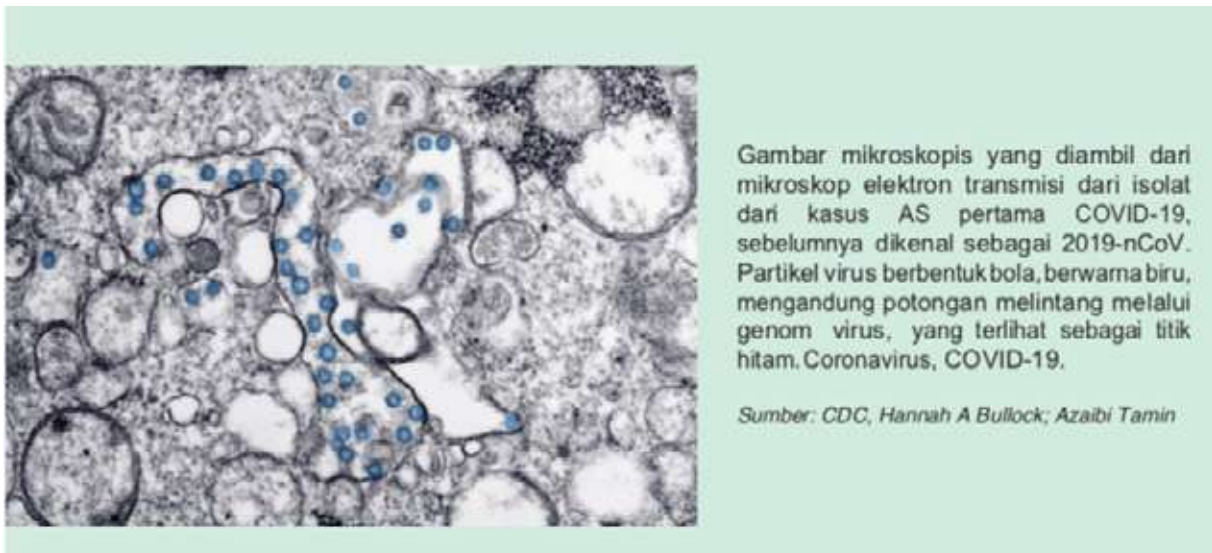 Gambar mikroskopis yang diambil dari
mikroskop elektron transmisi dari isolat
dari kasus AS pertama COVID-19,
sebelumnya dikenal sebagai 2019-nCoV.
Partikel virus berbentuk bola, berwarna biru,
mengandung potongan melintang melalui
genom virus, yang terlihat sebagai titik
hitam. Coronavirus, COVID-19.
Sumber: CDC, Hannah A Bullock; Azaibi Tamin